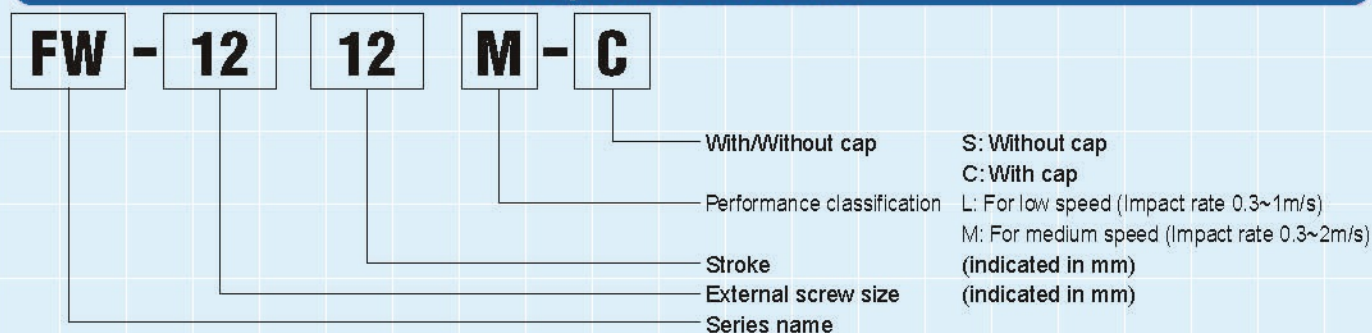 FW - 12 12 M - C
With/Without cap S: Without cap
C: With cap
Performance classification L: For low speed (Impact rate 0.3~1m/s)
M: For medium speed (Impact rate 0.3~2m/s)
Stroke (indicated in mm)
External screw size (indicated in mm)
Series name